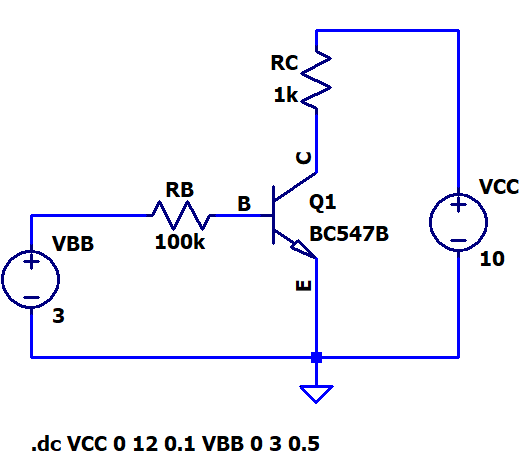 RC
1k
C
RB
B
100k
Q1
BC547B
VCC
10
VBB
3
E
.dc VCC 0 12 0.1 VBB 0 3 0.5